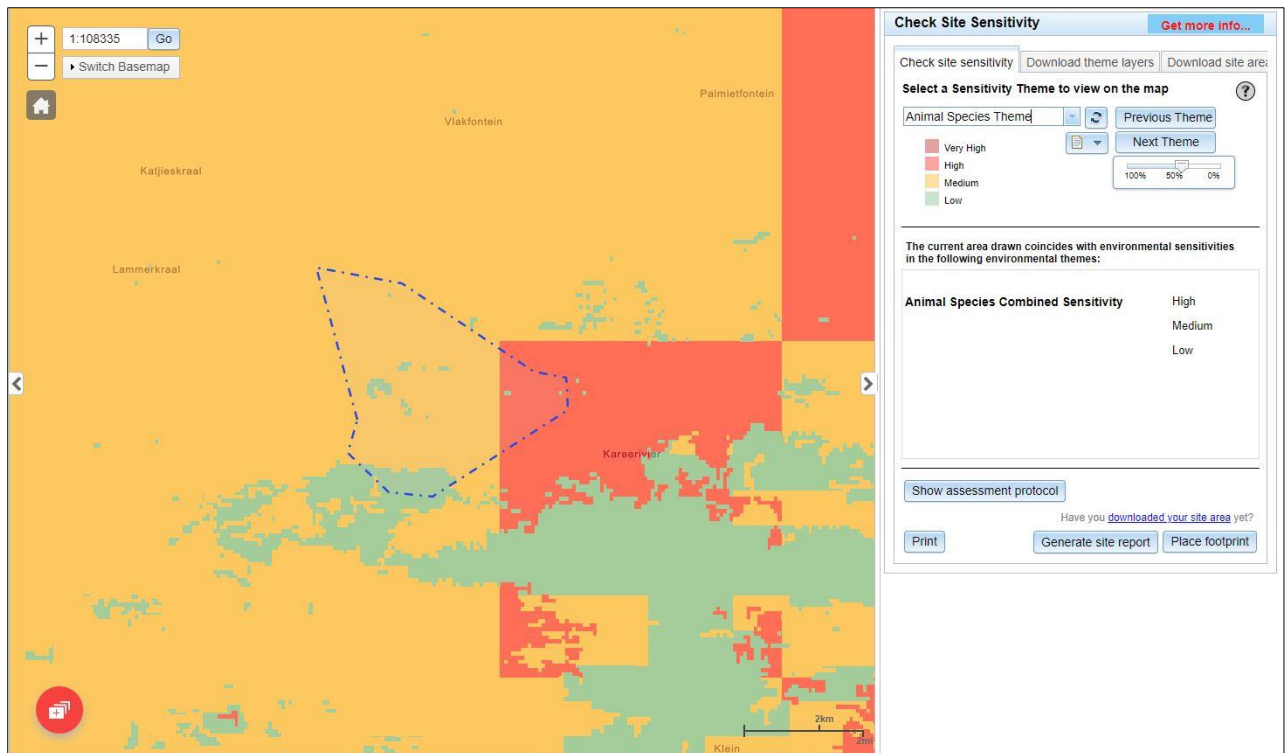 +
1:108335
Go
−
Switch Basemap
Palmietfontein
Vlakfontein
Katjieskraal
Lammerkraal
Kareerivier
Klein
2km
2mi
Check Site Sensitivity
Get more info...
Check site sensitivity
Download theme layers
Download site area
Select a Sensitivity Theme to view on the map
?
Animal Species Theme
Previous Theme
Next Theme
Very High
High
Medium
Low
100% 50% 0%
The current area drawn coincides with environmental sensitivities
in the following environmental themes:
Animal Species Combined Sensitivity
High
Medium
Low
Show assessment protocol
Have you downloaded your site area yet?
Print
Generate site report
Place footprint